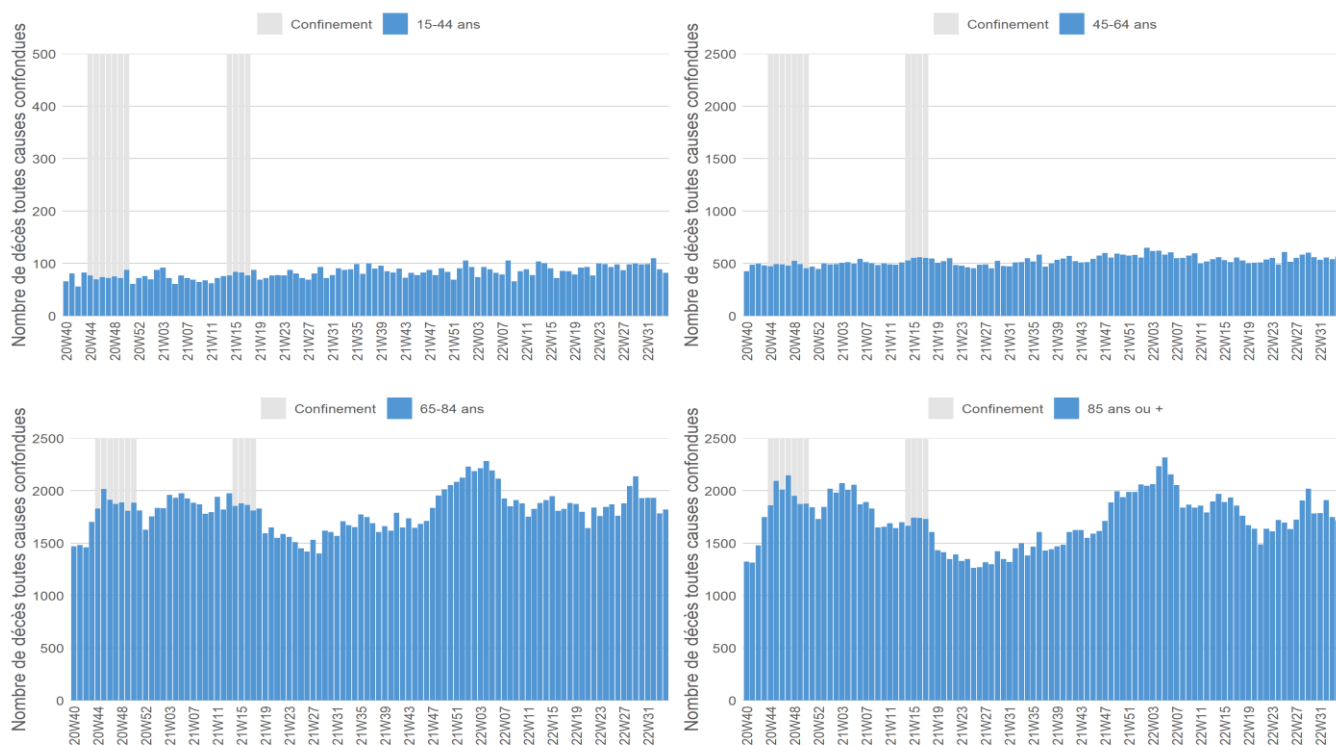 Confinement 15-44 ans
Nombre de décès toutes causes confondues
500
400
300
200
100
0
20W40 20W44 20W48 20W52 21W03 21W07 21W11 21W15 21W19 21W23 21W27 21W31 21W35 21W39 21W43 21W47 21W51 22W03 22W07 22W11 22W15 22W19 22W23 22W27 22W31
Confinement 45-64 ans
Nombre de décès toutes causes confondues
2500
2000
1500
1000
500
0
20W40 20W44 20W48 20W52 21W03 21W07 21W11 21W15 21W19 21W23 21W27 21W31 21W35 21W39 21W43 21W47 21W51 22W03 22W07 22W11 22W15 22W19 22W23 22W27 22W31
Confinement 65-84 ans
Nombre de décès toutes causes confondues
2500
2000
1500
1000
500
0
20W40 20W44 20W48 20W52 21W03 21W07 21W11 21W15 21W19 21W23 21W27 21W31 21W35 21W39 21W43 21W47 21W51 22W03 22W07 22W11 22W15 22W19 22W23 22W27 22W31
Confinement 85 ans ou +
Nombre de décès toutes causes confondues
2500
2000
1500
1000
500
0
20W40 20W44 20W48 20W52 21W03 21W07 21W11 21W15 21W19 21W23 21W27 21W31 21W35 21W39 21W43 21W47 21W51 22W03 22W07 22W11 22W15 22W19 22W23 22W27 22W31